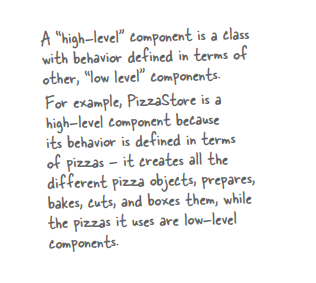 A “high-level” component is a class
with behavior defined in terms of
other, “low level” components.
For example, PizzaStore is a
high-level component because
its behavior is defined in terms
of pizzas – it creates all the
different pizza objects, prepares,
bakes, cuts, and boxes them, while
the pizzas it uses are low-level
components.